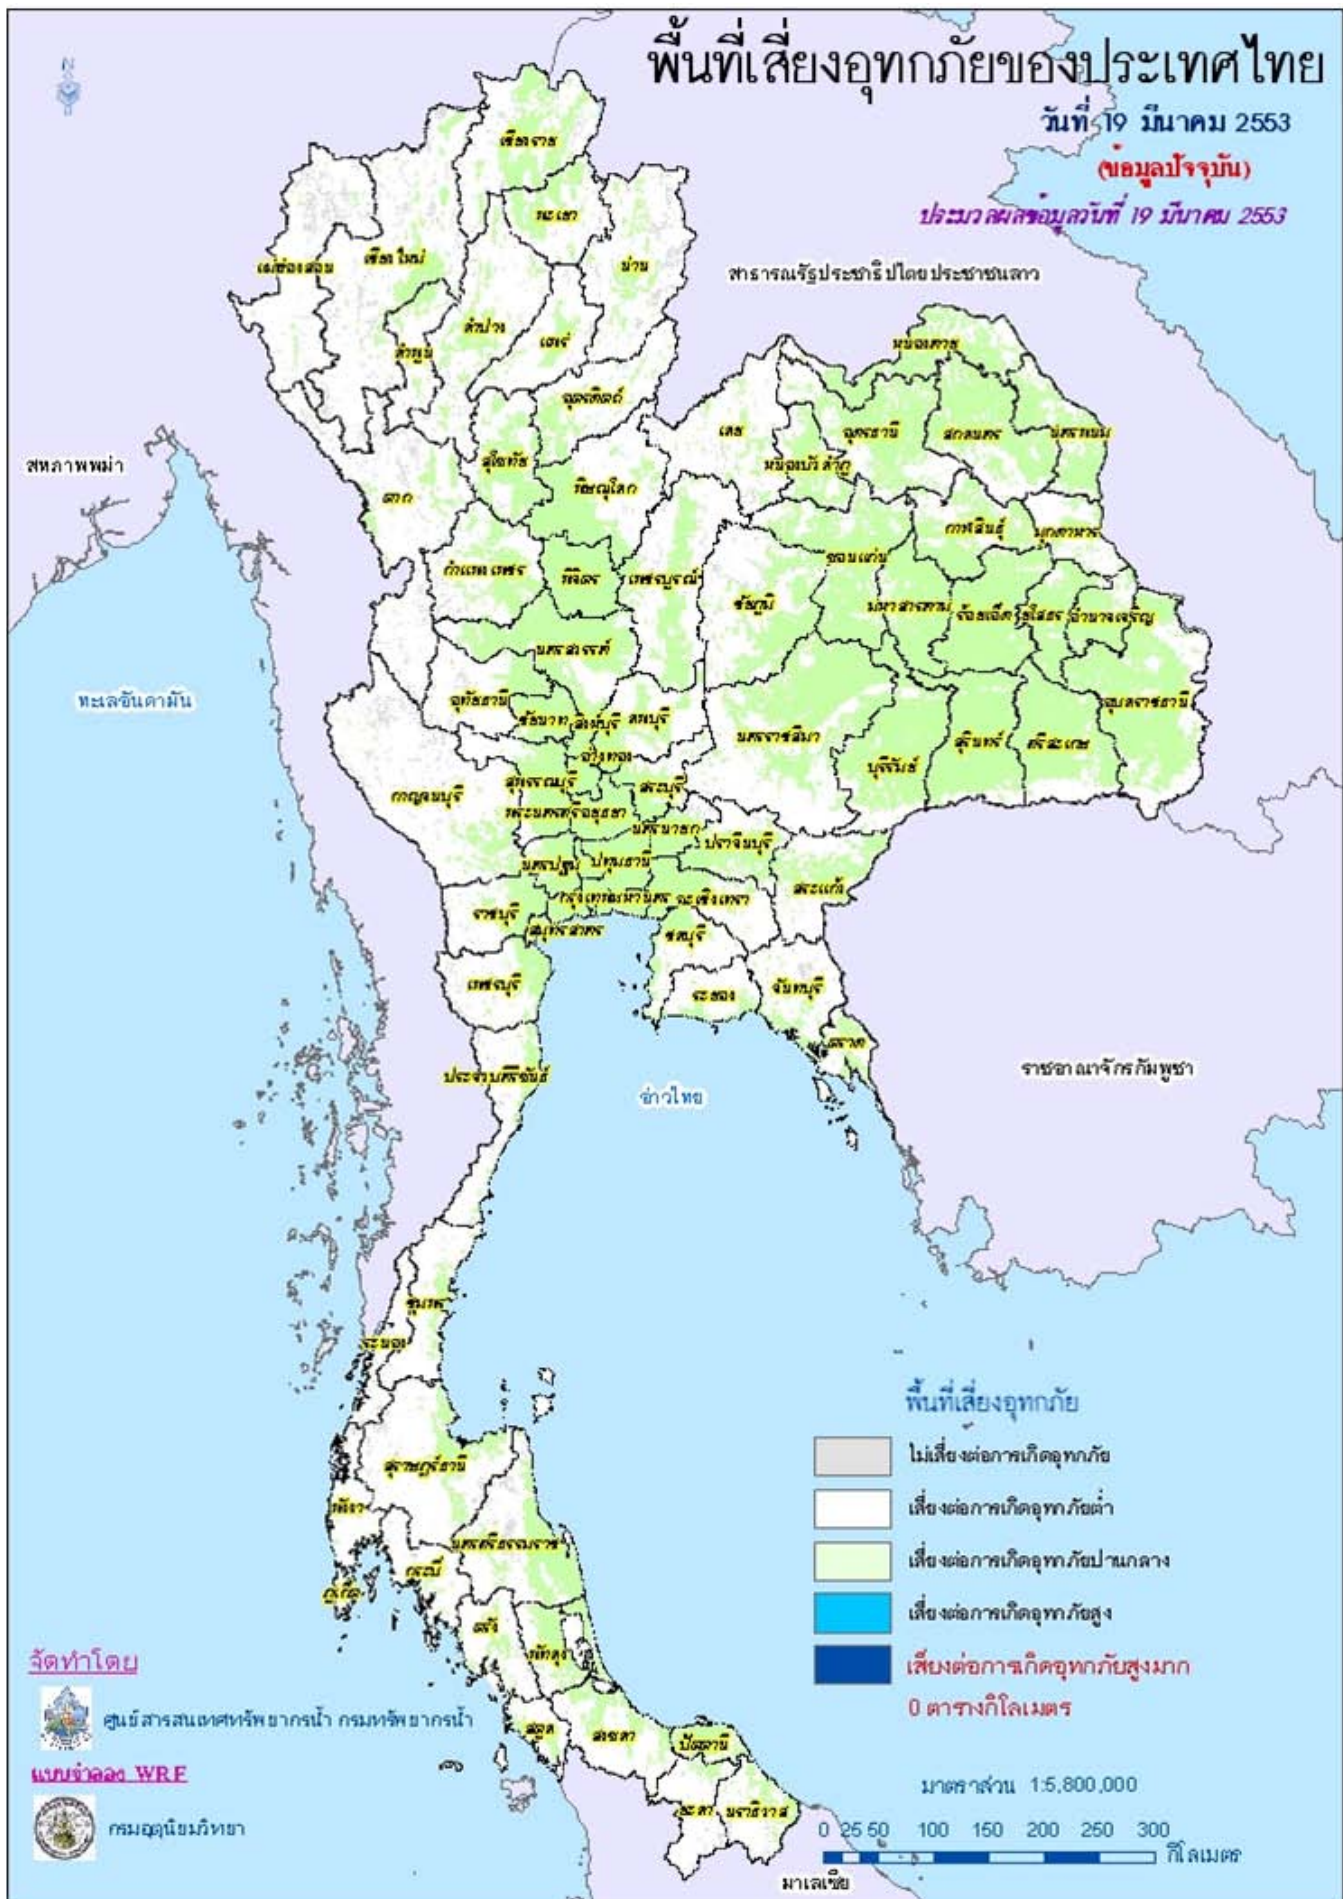 พื้นที่เสี่ยงอุทกภัยของประเทศไทย
วันที่ 19 มีนาคม 2553
(ข้อมูลปัจจุบัน)
ประมวลผลข้อมูลวันที่ 19 มีนาคม 2553
N
เชียงราย
พะเยา
แม่ฮ่องสอน
เชียงใหม่
น่าน
สาธารณรัฐประชาธิปไตยประชาชนลาว
ลำปาง
ลำพูน
แพร่
หนองคาย
อุตรดิตถ์
เลย
อุดรธานี
สกลนคร
นครพนม
สหภาพพม่า
สุโขทัย
หนองบัวลำภู
ตาก
พิษณุโลก
กาฬสินธุ์
มุกดาหาร
กำแพงเพชร
พิจิตร
เพชรบูรณ์
ขอนแก่น
ชัยภูมิ
มหาสารคาม
ร้อยเอ็ด
ยโสธร
อำนาจเจริญ
นครสวรรค์
ทะเลอันดามัน
อุทัยธานี
ชัยนาท
สิงห์บุรี
ลพบุรี
นครราชสีมา
บุรีรัมย์
สุรินทร์
ศรีสะเกษ
อุบลราชธานี
อ่างทอง
กาญจนบุรี
สุพรรณบุรี
สระบุรี
พระนครศรีอยุธยา
นครนายก
ปราจีนบุรี
นครปฐม
ปทุมธานี
สระแก้ว
ราชบุรี
กรุงเทพมหานคร
ฉะเชิงเทรา
สมุทรสาคร
ชลบุรี
เพชรบุรี
ระยอง
จันทบุรี
ตราด
ประจวบคีรีขันธ์
อ่าวไทย
ราชอาณาจักรกัมพูชา
ชุมพร
ระนอง
สุราษฎร์ธานี
พังงา
นครศรีธรรมราช
กระบี่
ภูเก็ต
ตรัง
พัทลุง
สตูล
สงขลา
ปัตตานี
ยะลา
นราธิวาส
มาเลเซีย
พื้นที่เสี่ยงอุทกภัย
ไม่เสี่ยงต่อการเกิดอุทกภัย
เสี่ยงต่อการเกิดอุทกภัยต่ำ
เสี่ยงต่อการเกิดอุทกภัยปานกลาง
เสี่ยงต่อการเกิดอุทกภัยสูง
เสี่ยงต่อการเกิดอุทกภัยสูงมาก
0 ตารางกิโลเมตร
มาตราส่วน 1:5,800,000
0 25 50 100 150 200 250 300
กิโลเมตร
จัดทำโดย
ศูนย์สารสนเทศทรัพยากรน้ำ กรมทรัพยากรน้ำ
แบบจำลอง WRF
กรมอุตุนิยมวิทยา